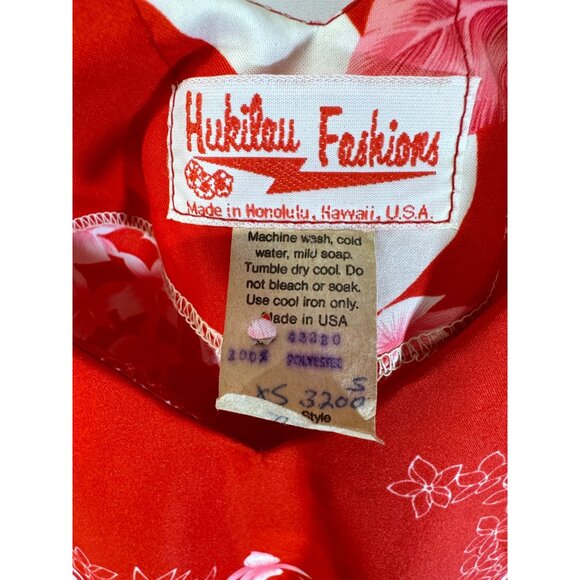 Hukilau Fashions
Made in Honolulu, Hawaii, U.S.A.
Machine wash, cold
water, mild soap.
Tumble dry cool. Do
not bleach or soak.
Use cool iron only.
Made in USA
43220
100% POLYESTER
S
XS 3200
Style